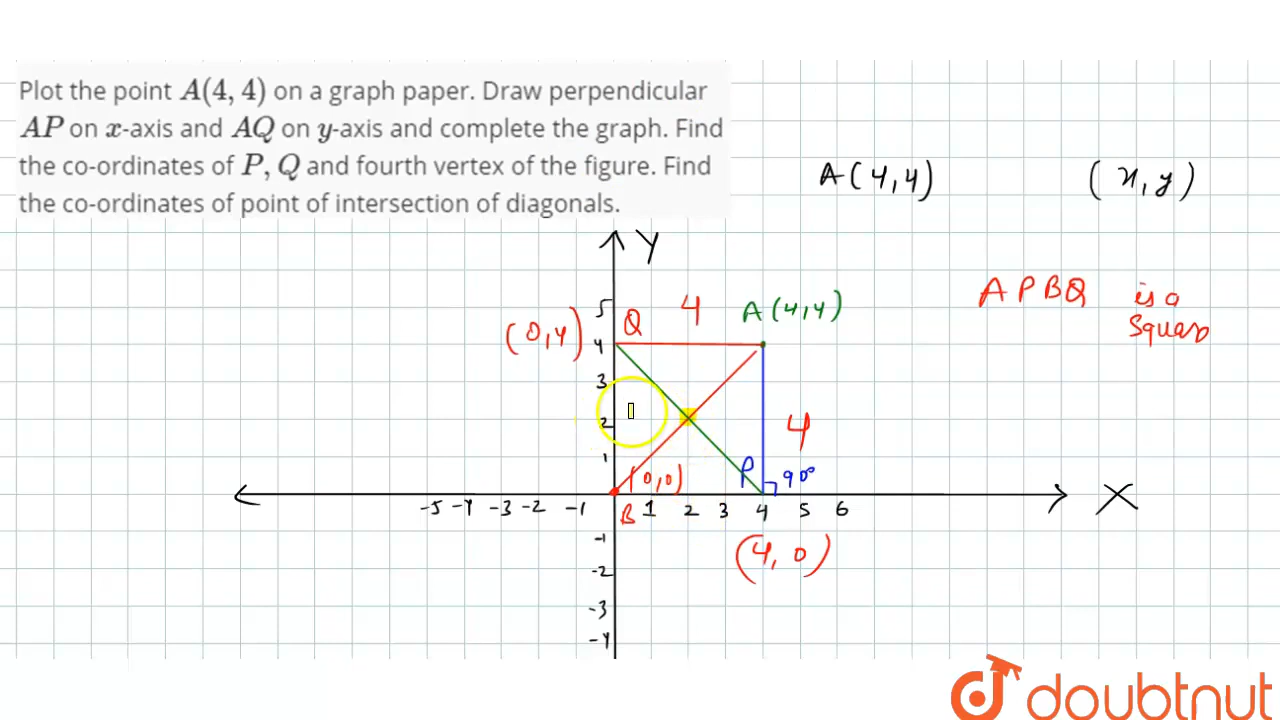 Plot the point A(4, 4) on a graph paper. Draw perpendicular
AP on x-axis and AQ on y-axis and complete the graph. Find
the co-ordinates of P, Q and fourth vertex of the figure. Find
the co-ordinates of point of intersection of diagonals.
A(4,4)
(x,y)
Y
A P B Q is a
Square
5
(0,4)
Q
4
A(4,4)
4
3
2
4
1
(0,0)
P
90°
X
B
-5 -4 -3 -2 -1 1 2 3 4 5 6
-1
(4, 0)
-2
-3
-4
doubtnut